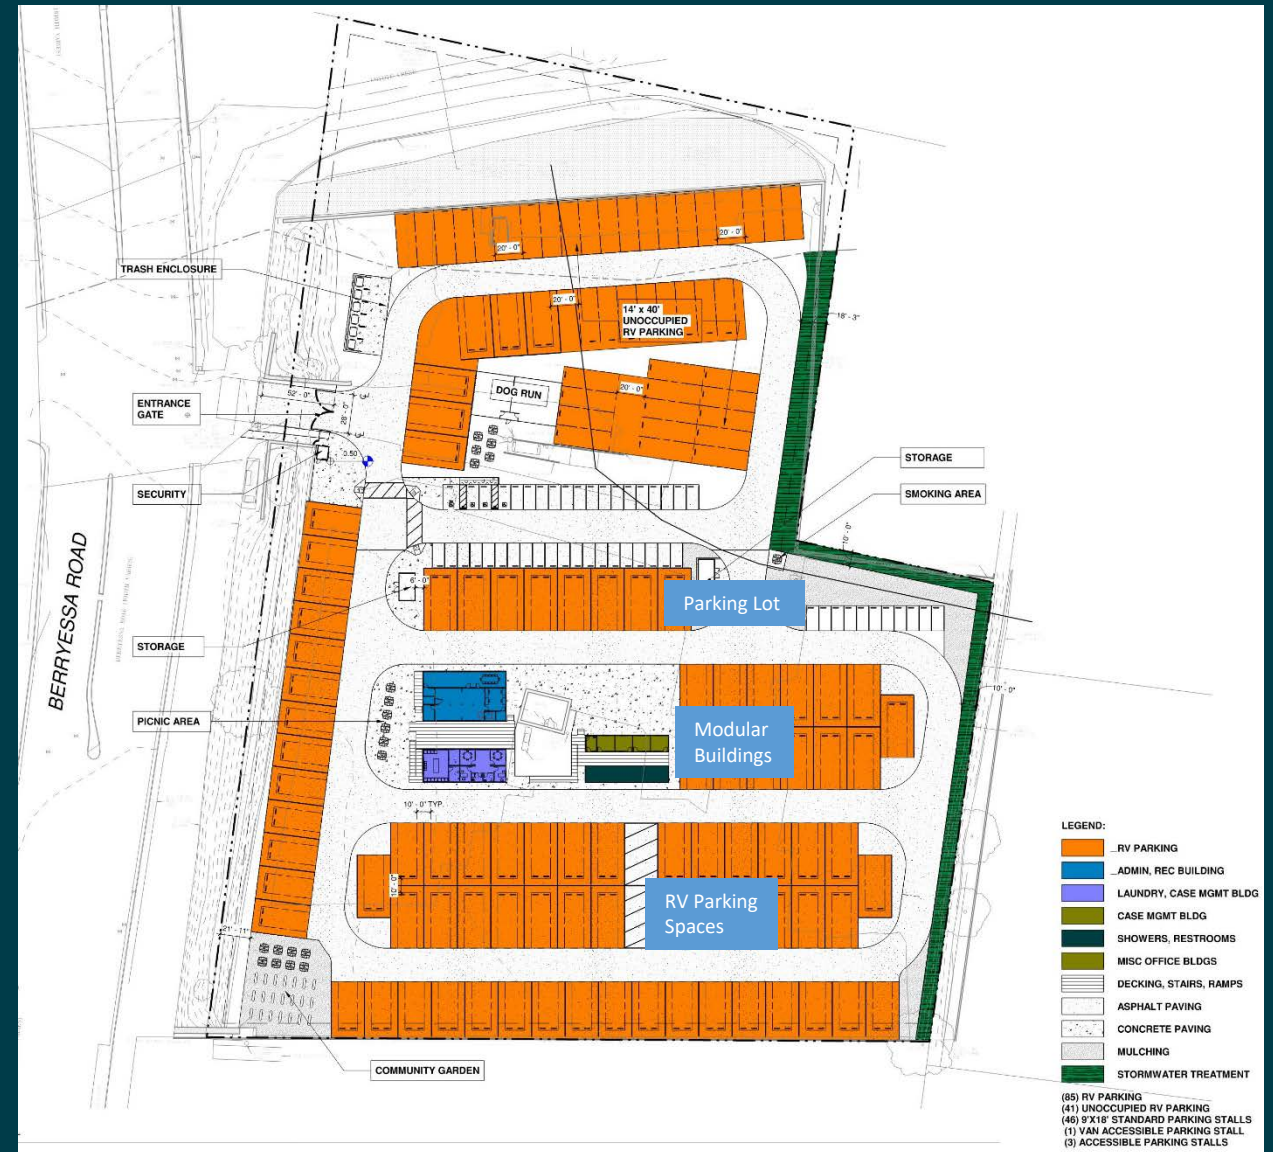 TRASH ENCLOSURE
20' - 0"
20' - 0"
20' - 0"
14' x 40'
UNOCCUPIED
RV PARKING
18' - 3"
52' - 0"
28' - 0"
DOG RUN
20' - 0"
ENTRANCE
GATE
3.50
SECURITY
STORAGE
SMOKING AREA
10' - 0"
6' - 0"
Parking Lot
BERRYESSA ROAD
STORAGE
10' - 0"
PICNIC AREA
Modular
Buildings
10' - 0" TYP.
10' - 0"
RV Parking
Spaces
21' - 11"
COMMUNITY GARDEN
LEGEND:
RV PARKING
ADMIN, REC BUILDING
LAUNDRY, CASE MGMT BLDG
CASE MGMT BLDG
SHOWERS, RESTROOMS
MISC OFFICE BLDGS
DECKING, STAIRS, RAMPS
ASPHALT PAVING
CONCRETE PAVING
MULCHING
STORMWATER TREATMENT
(85) RV PARKING
(41) UNOCCUPIED RV PARKING
(46) 9'X18' STANDARD PARKING STALLS
(1) VAN ACCESSIBLE PARKING STALL
(3) ACCESSIBLE PARKING STALLS